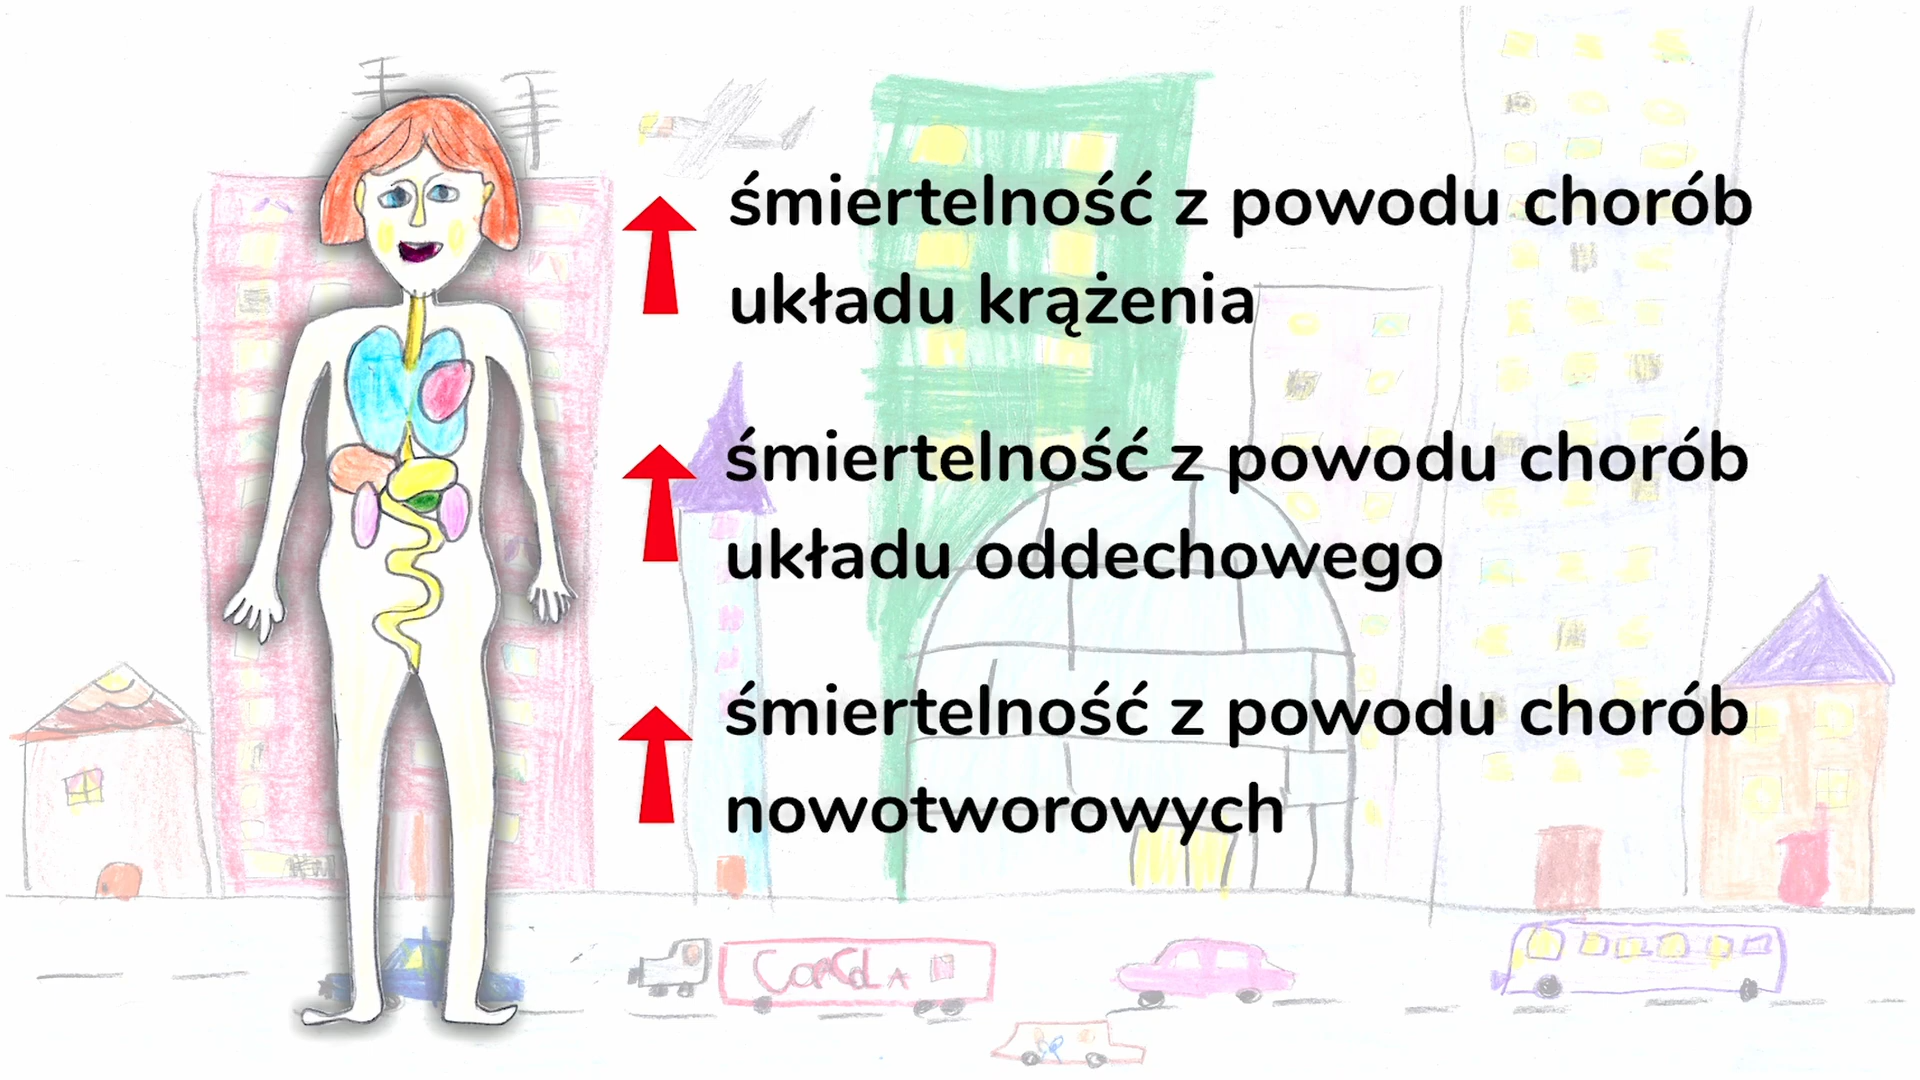 śmiertelność z powodu chorób
układu krążenia
śmiertelność z powodu chorób
układu oddechowego
śmiertelność z powodu chorób
nowotworowych